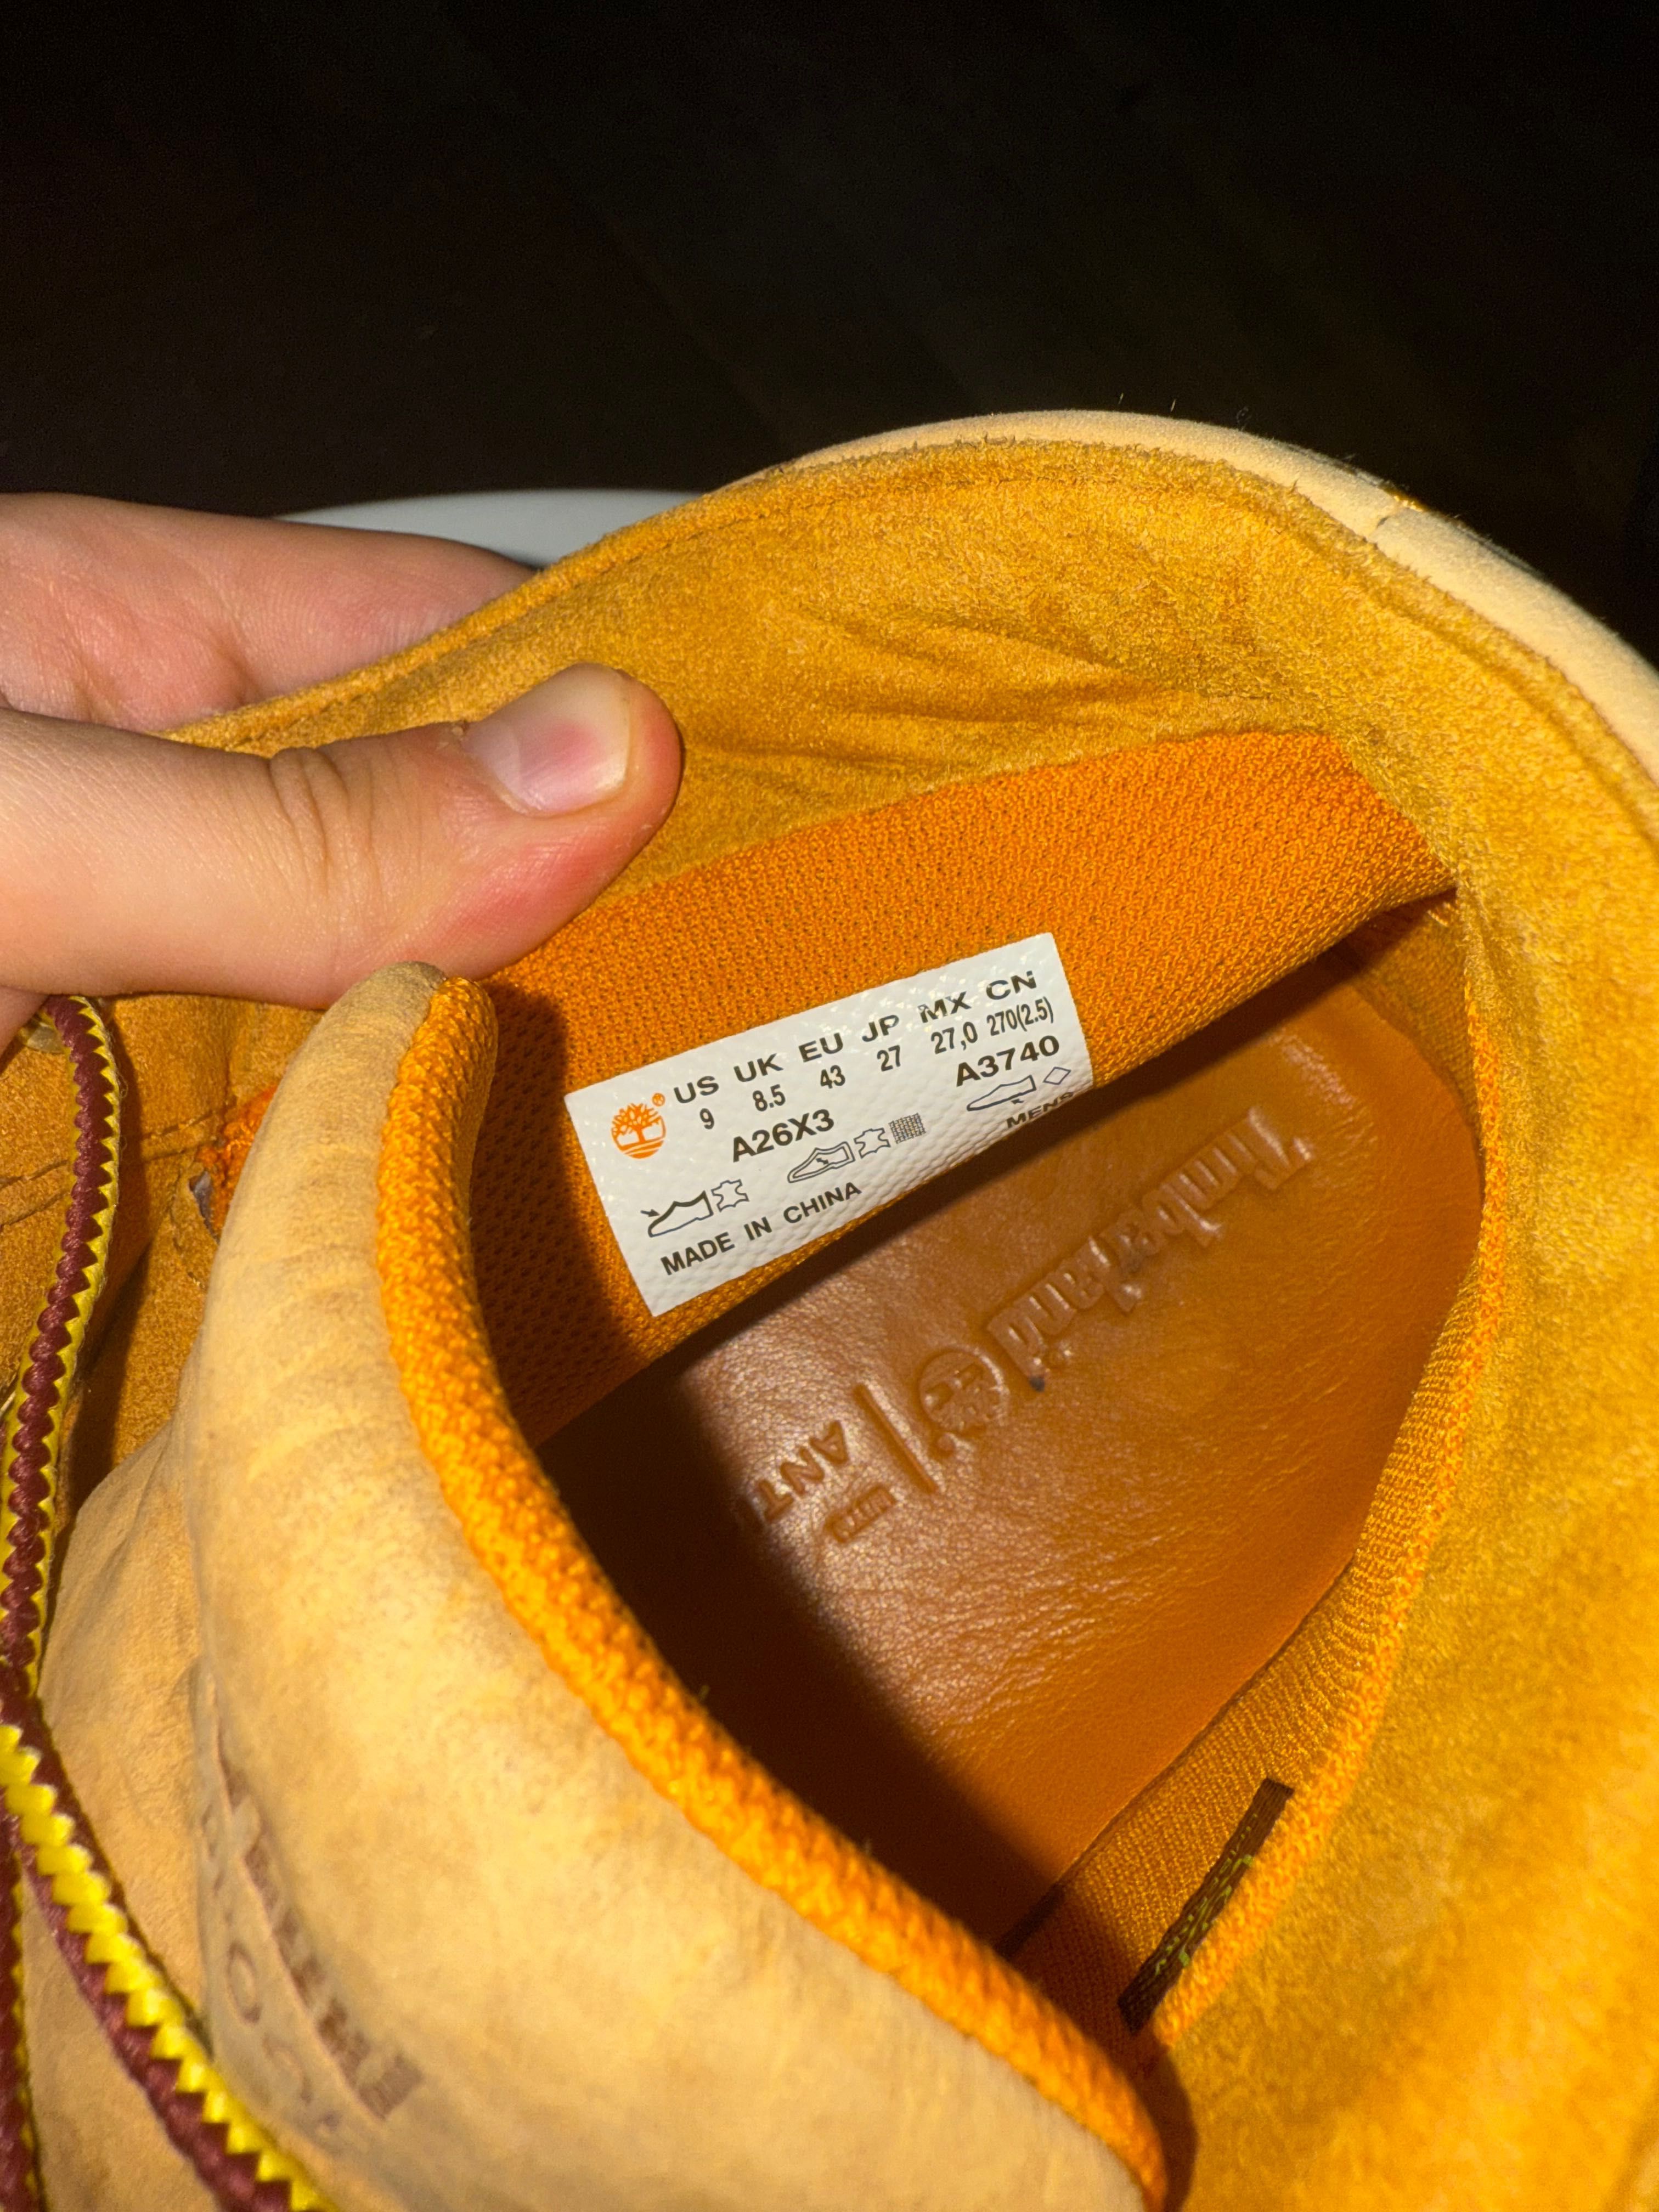 ® US UK EU JP MX CN
9 8.5 43 27 27,0 270(2.5)
A26X3 A3740
MENS
MADE IN CHINA
Timberland
ANT